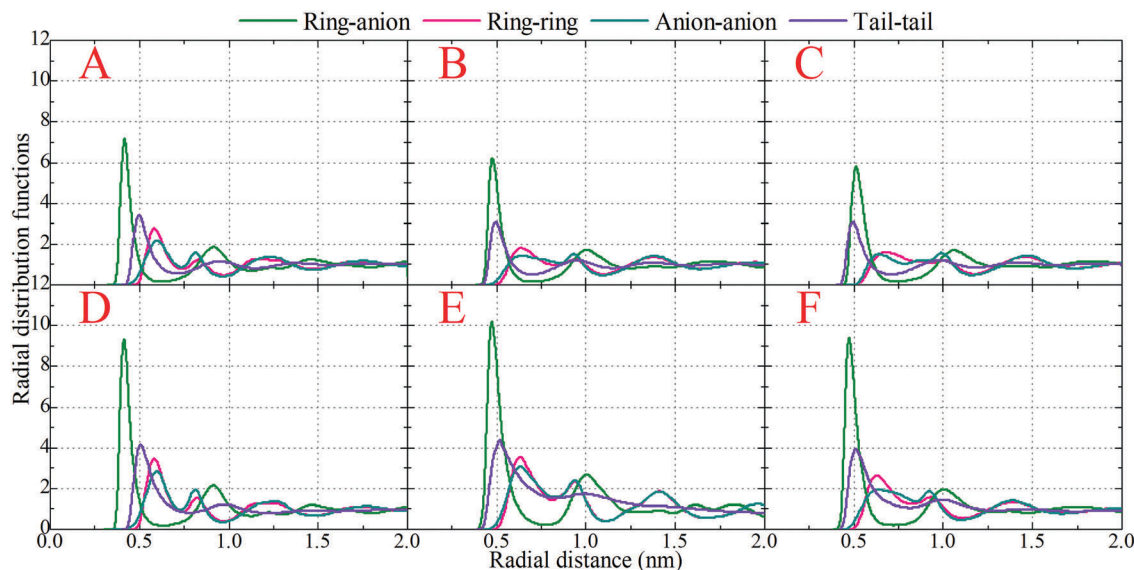 Ring-anion Ring-ring Anion-anion Tail-tail
12
A B C
10
8
6
4
2
12
D E F
10
8
6
4
2
0
0.0 0.5 1.0 1.5 2.0 0.5 1.0 1.5 2.0 0.5 1.0 1.5 2.0
Radial distribution functions
Radial distance (nm)